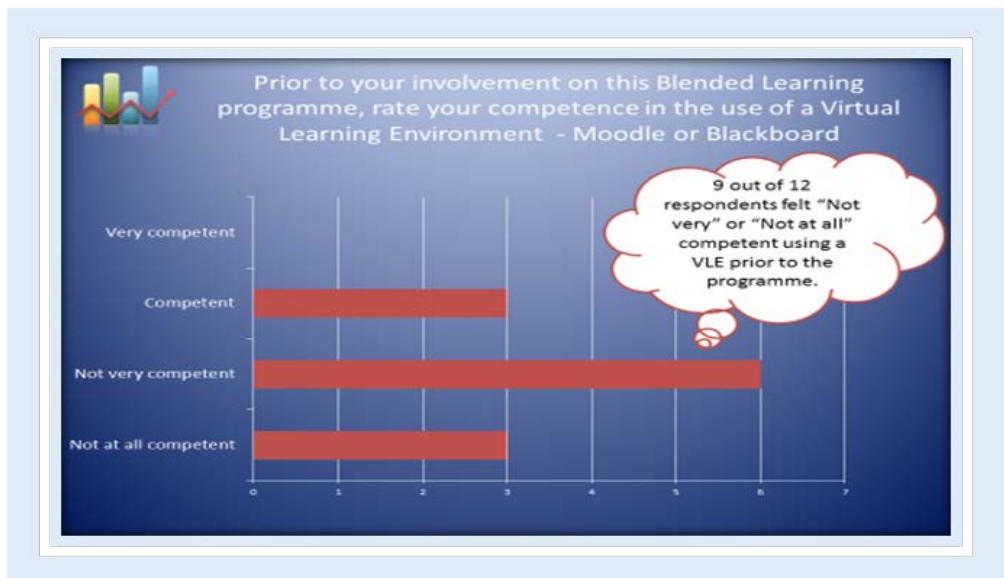 Prior to your involvement on this Blended Learning
programme, rate your competence in the use of a Virtual
Learning Environment - Moodle or Blackboard
9 out of 12
respondents felt “Not
very” or “Not at all”
competent using a
VLE prior to the
programme.
Very competent
Competent
Not very competent
Not at all competent
0 1 2 3 4 5 6 7